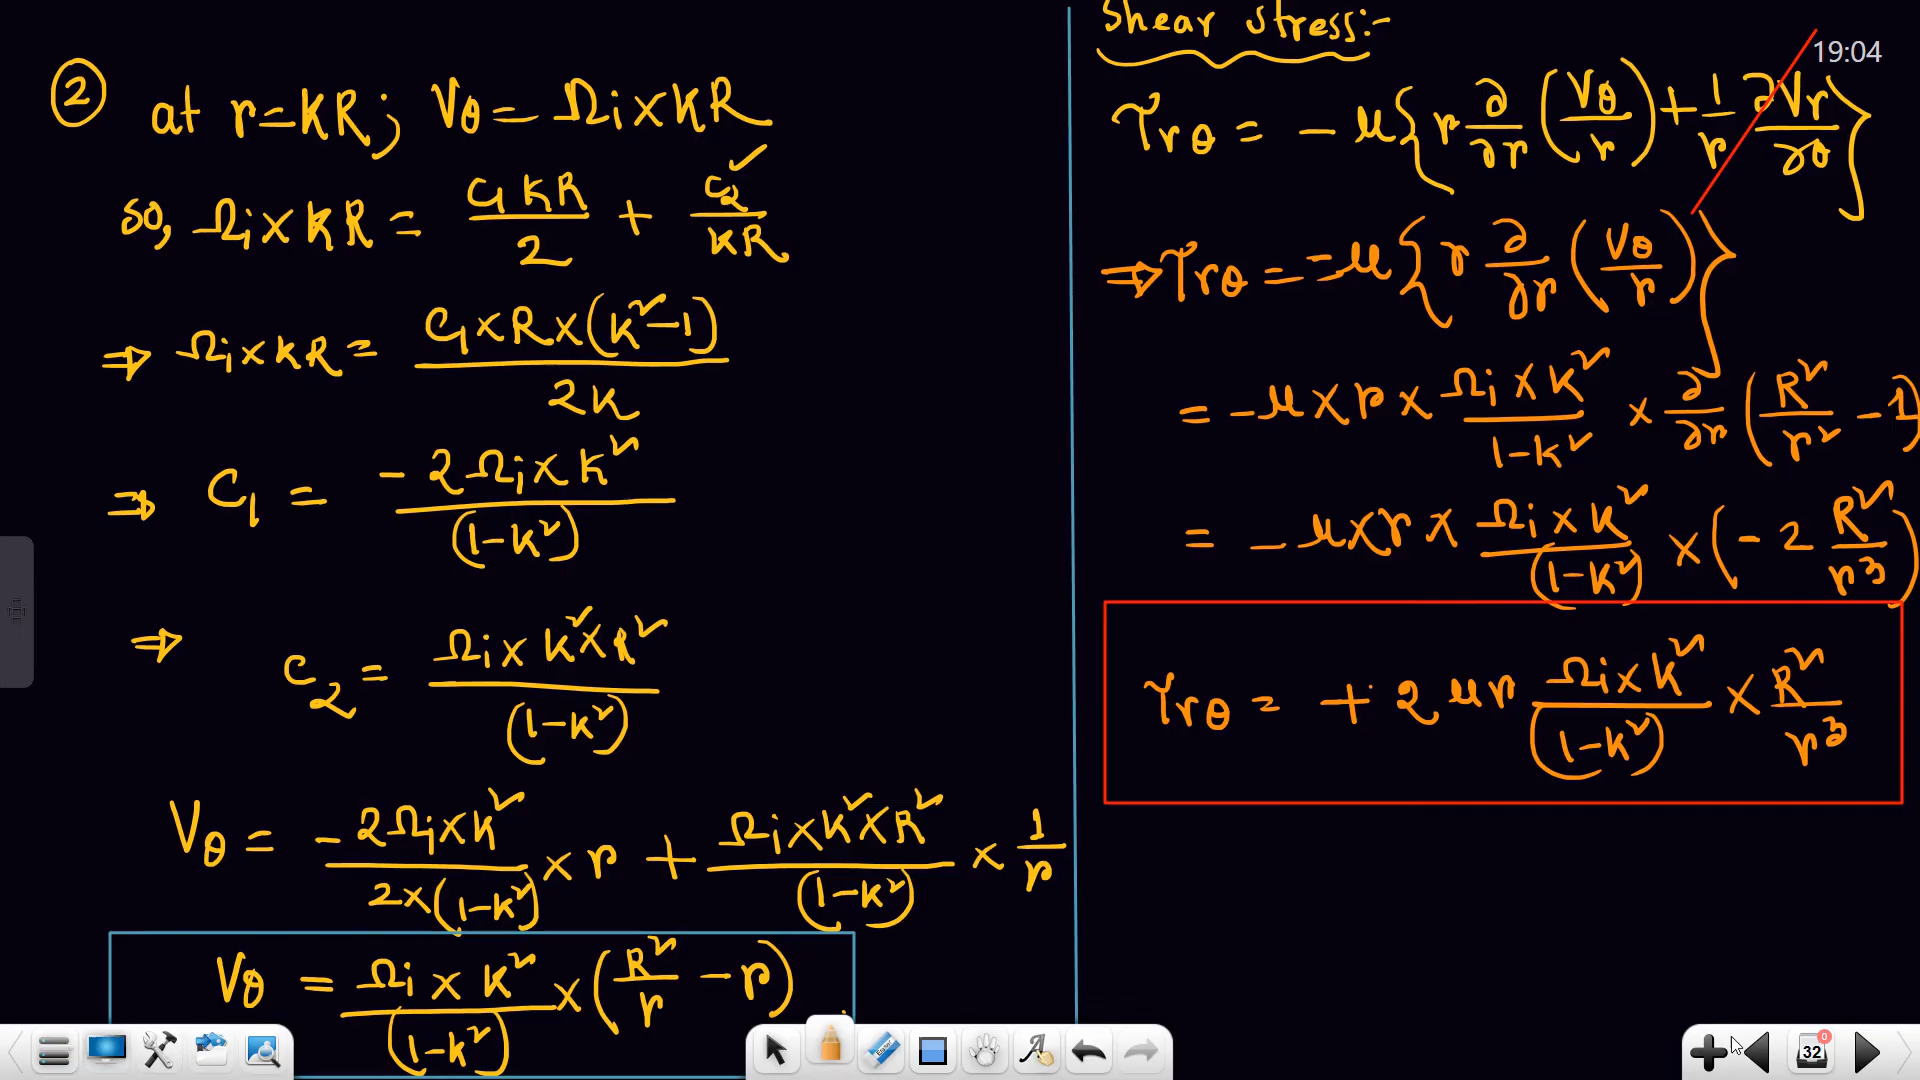 ② at r=KR; Vθ = Ωi×KR
so, Ωi×KR = C₁KR/2 + C₂/KR
⇒ Ωi×KR = C₁×R×(K²-1)/2K
⇒ C₁ = -2Ωi×K²/(1-K²)
⇒ C₂ = Ωi×K²×R²/(1-K²)
Vθ = -2Ωi×K²/2×(1-K²) × r + Ωi×K²×R²/(1-K²) × 1/r
Vθ = Ωi×K²/(1-K²) × (R²/r - r)
Shear stress:-
19:04
τrθ = -μ{r ∂/∂r (Vθ/r) + 1/r ∂Vr/∂θ}
⇒ τrθ = -μ{r ∂/∂r (Vθ/r)}
= -μ×r× Ωi×K²/1-K² × ∂/∂r (R²/r² - 1)
= -μ×r× Ωi×K²/(1-K²) × (-2 R²/r³)
τrθ = +2μr Ωi×K²/(1-K²) × R²/r³
32
0